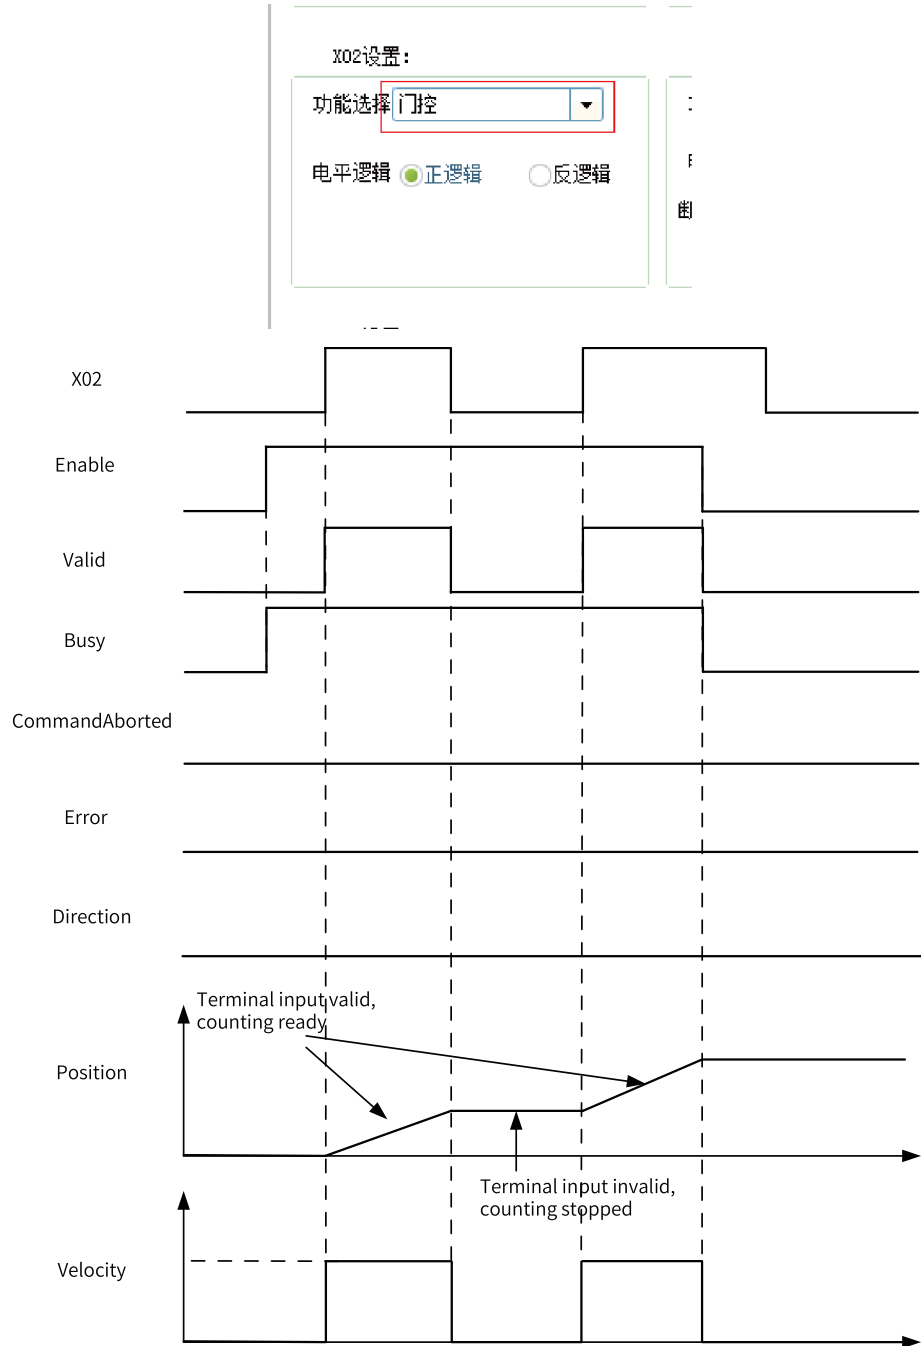 X02设置:
功能选择 门控
电平逻辑 正逻辑 反逻辑
X02
Enable
Valid
Busy
CommandAborted
Error
Direction
Terminal input valid,
counting ready
Position
Terminal input invalid,
counting stopped
Velocity